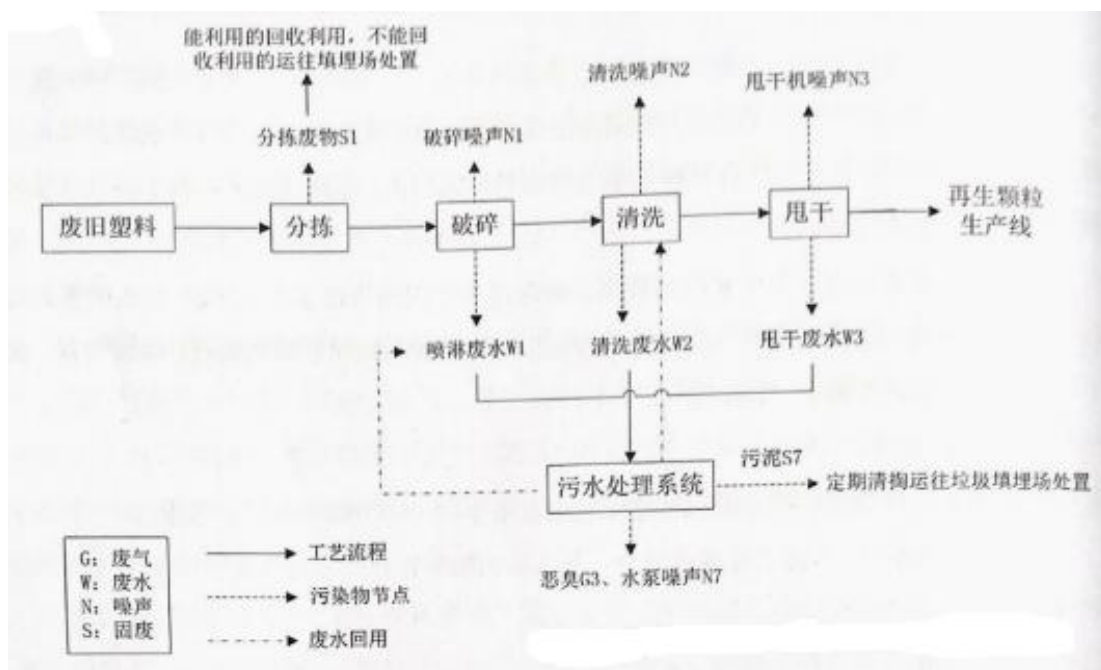 能利用的回收利用，不能回
收利用的运往填埋场处置
清洗噪声N2
甩干机噪声N3
分拣废物S1
破碎噪声N1
废旧塑料
分拣
破碎
清洗
甩干
再生颗粒
生产线
喷淋废水W1
清洗废水W2
甩干废水W3
污泥S7
污水处理系统
定期清掏运往垃圾填埋场处置
恶臭G3、水泵噪声N7
G：废气
W：废水
N：噪声
S：固废
工艺流程
污染物节点
废水回用